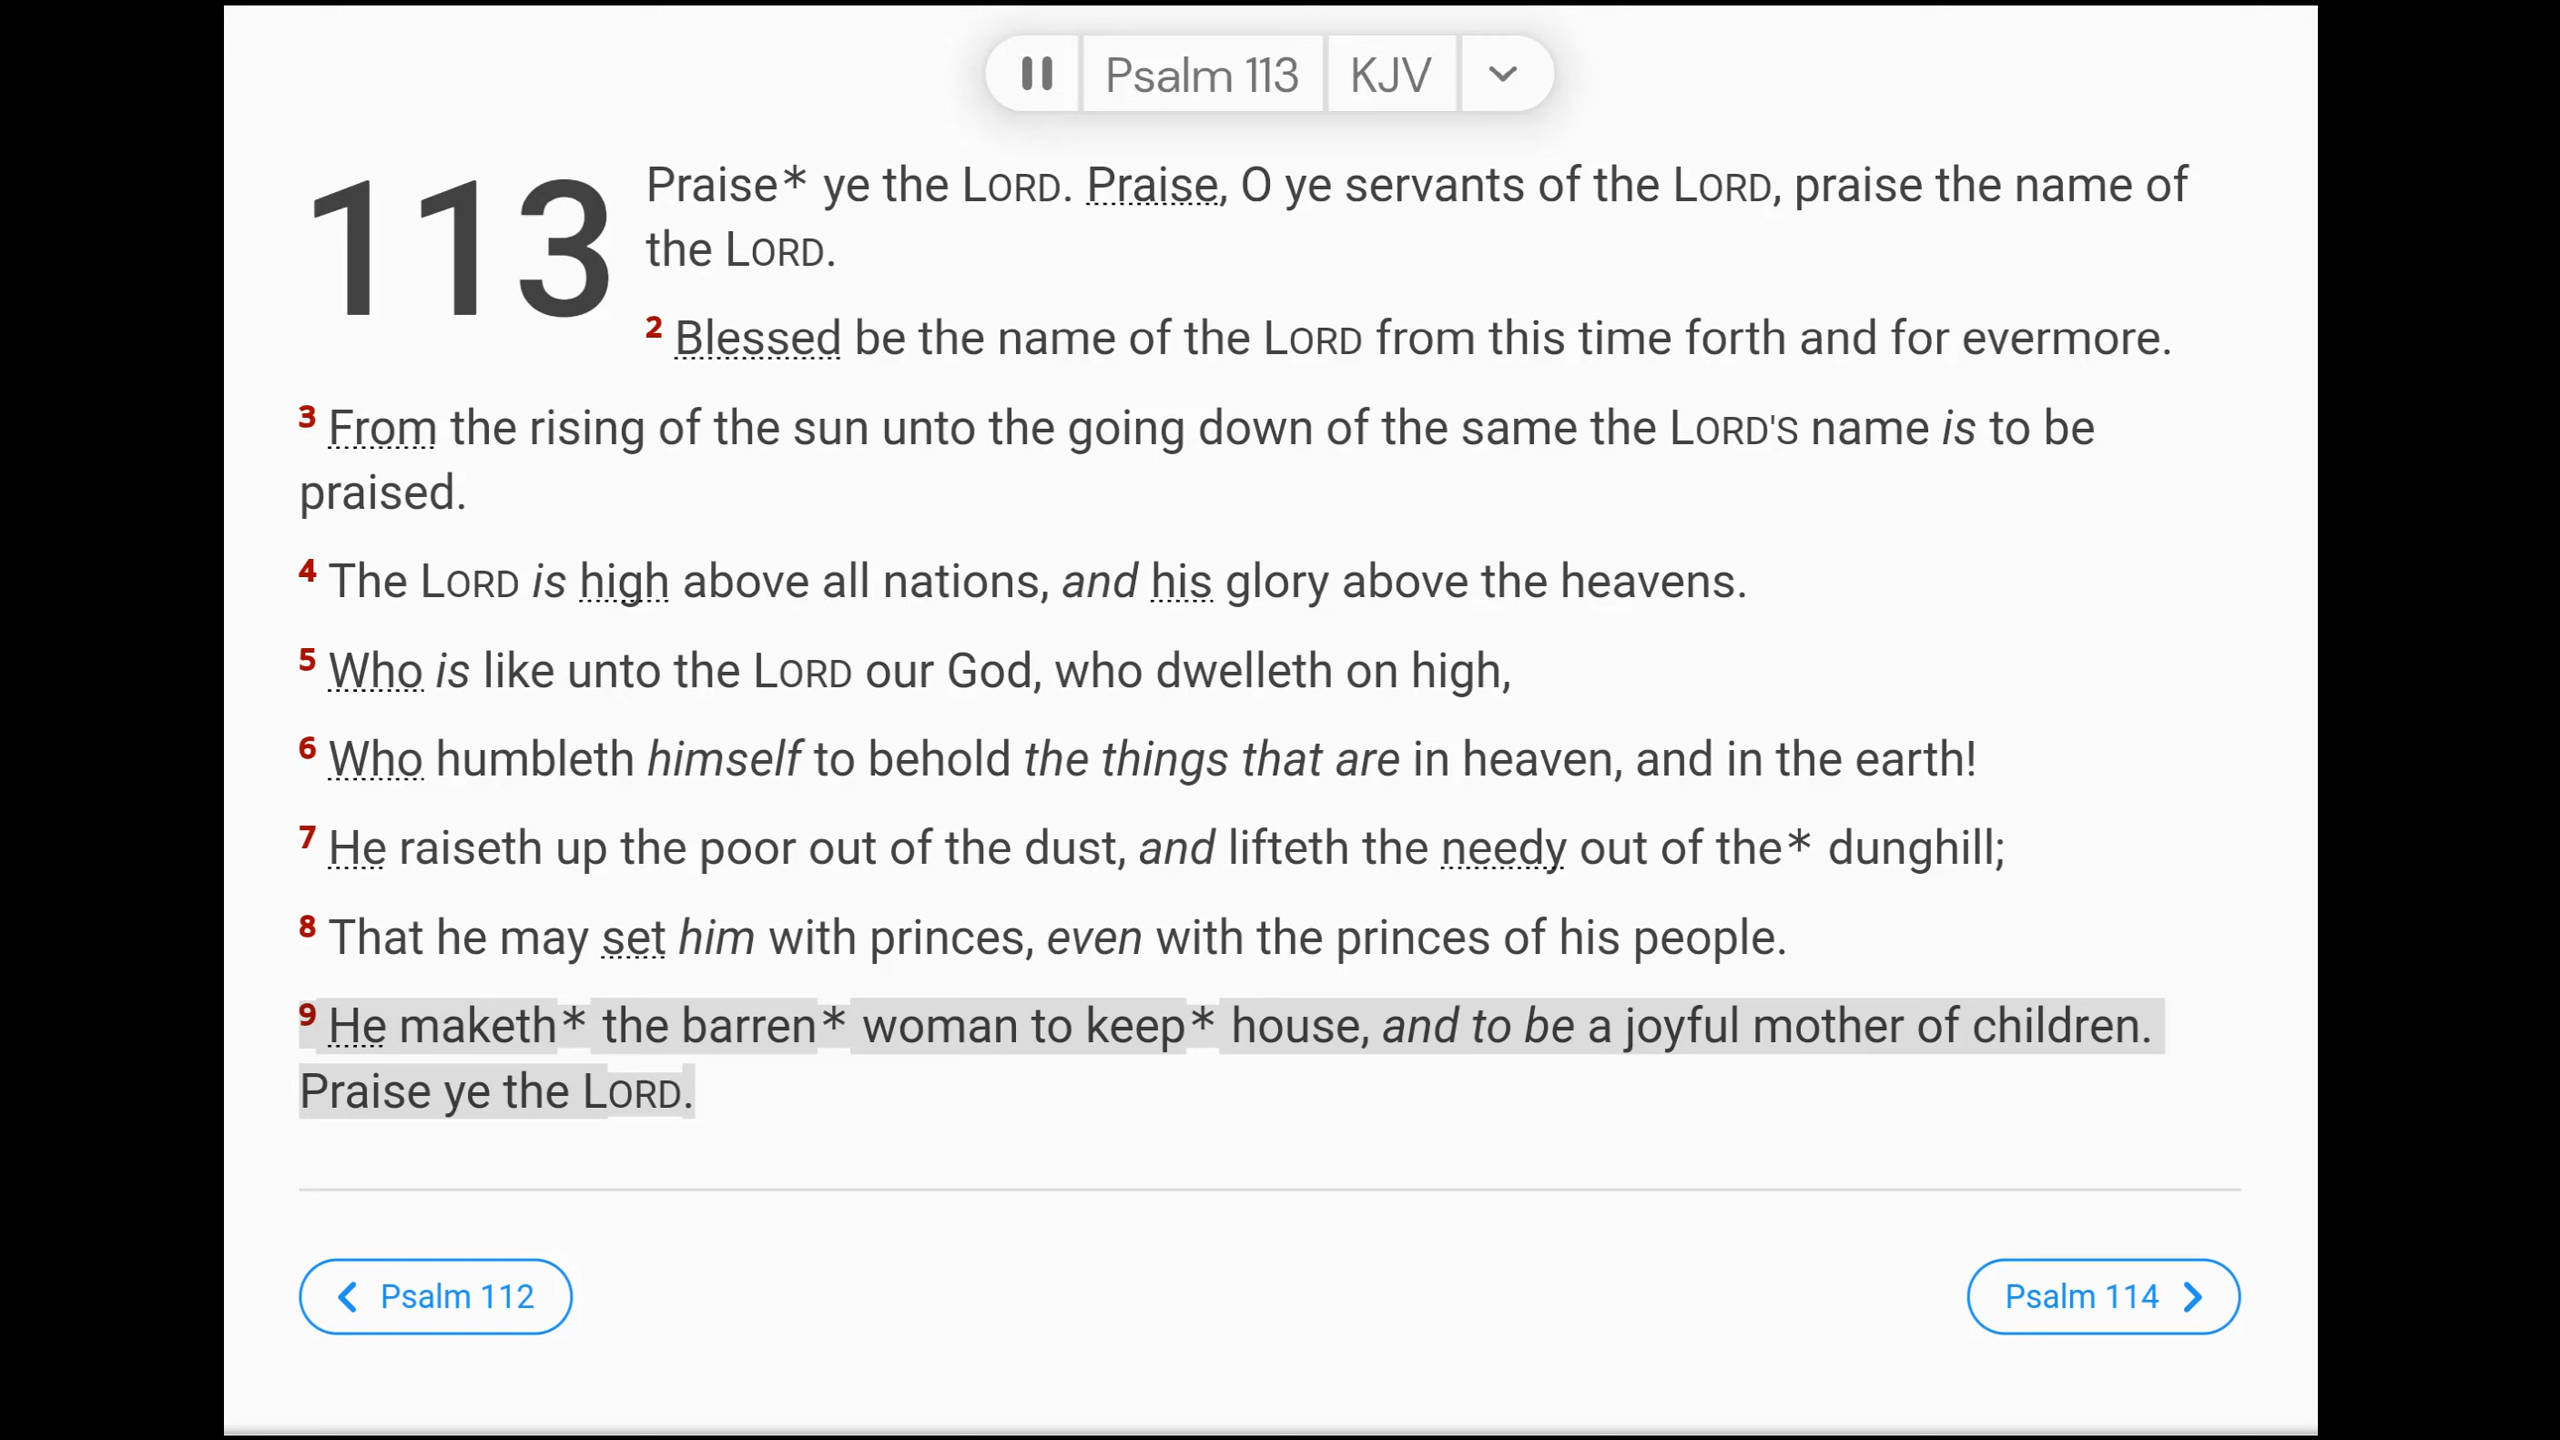 Psalm 113 KJV
113
Praise* ye the LORD. Praise, O ye servants of the LORD, praise the name of
the LORD.
2 Blessed be the name of the LORD from this time forth and for evermore.
3 From the rising of the sun unto the going down of the same the LORD'S name is to be
praised.
4 The LORD is high above all nations, and his glory above the heavens.
5 Who is like unto the LORD our God, who dwelleth on high,
6 Who humbleth himself to behold the things that are in heaven, and in the earth!
7 He raiseth up the poor out of the dust, and lifteth the needy out of the* dunghill;
8 That he may set him with princes, even with the princes of his people.
9 He maketh* the barren* woman to keep* house, and to be a joyful mother of children.
Praise ye the LORD.
Psalm 112
Psalm 114